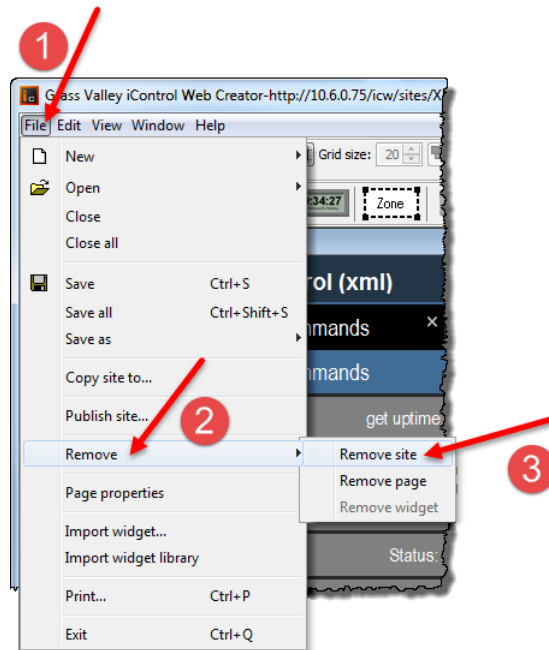 1
Grass Valley iControl Web Creator-http://10.6.0.75/icw/sites/X
File Edit View Window Help
New
Grid size: 20
Open
:34:27
Zone
Close
Close all
Save Ctrl+S
rol (xml)
Save all Ctrl+Shift+S
nmands ×
Save as
Copy site to...
nmands
Publish site...
2
get uptime
Remove
Remove site
3
Page properties
Remove page
Remove widget
Import widget...
Import widget library
Status:
Print... Ctrl+P
Exit Ctrl+Q